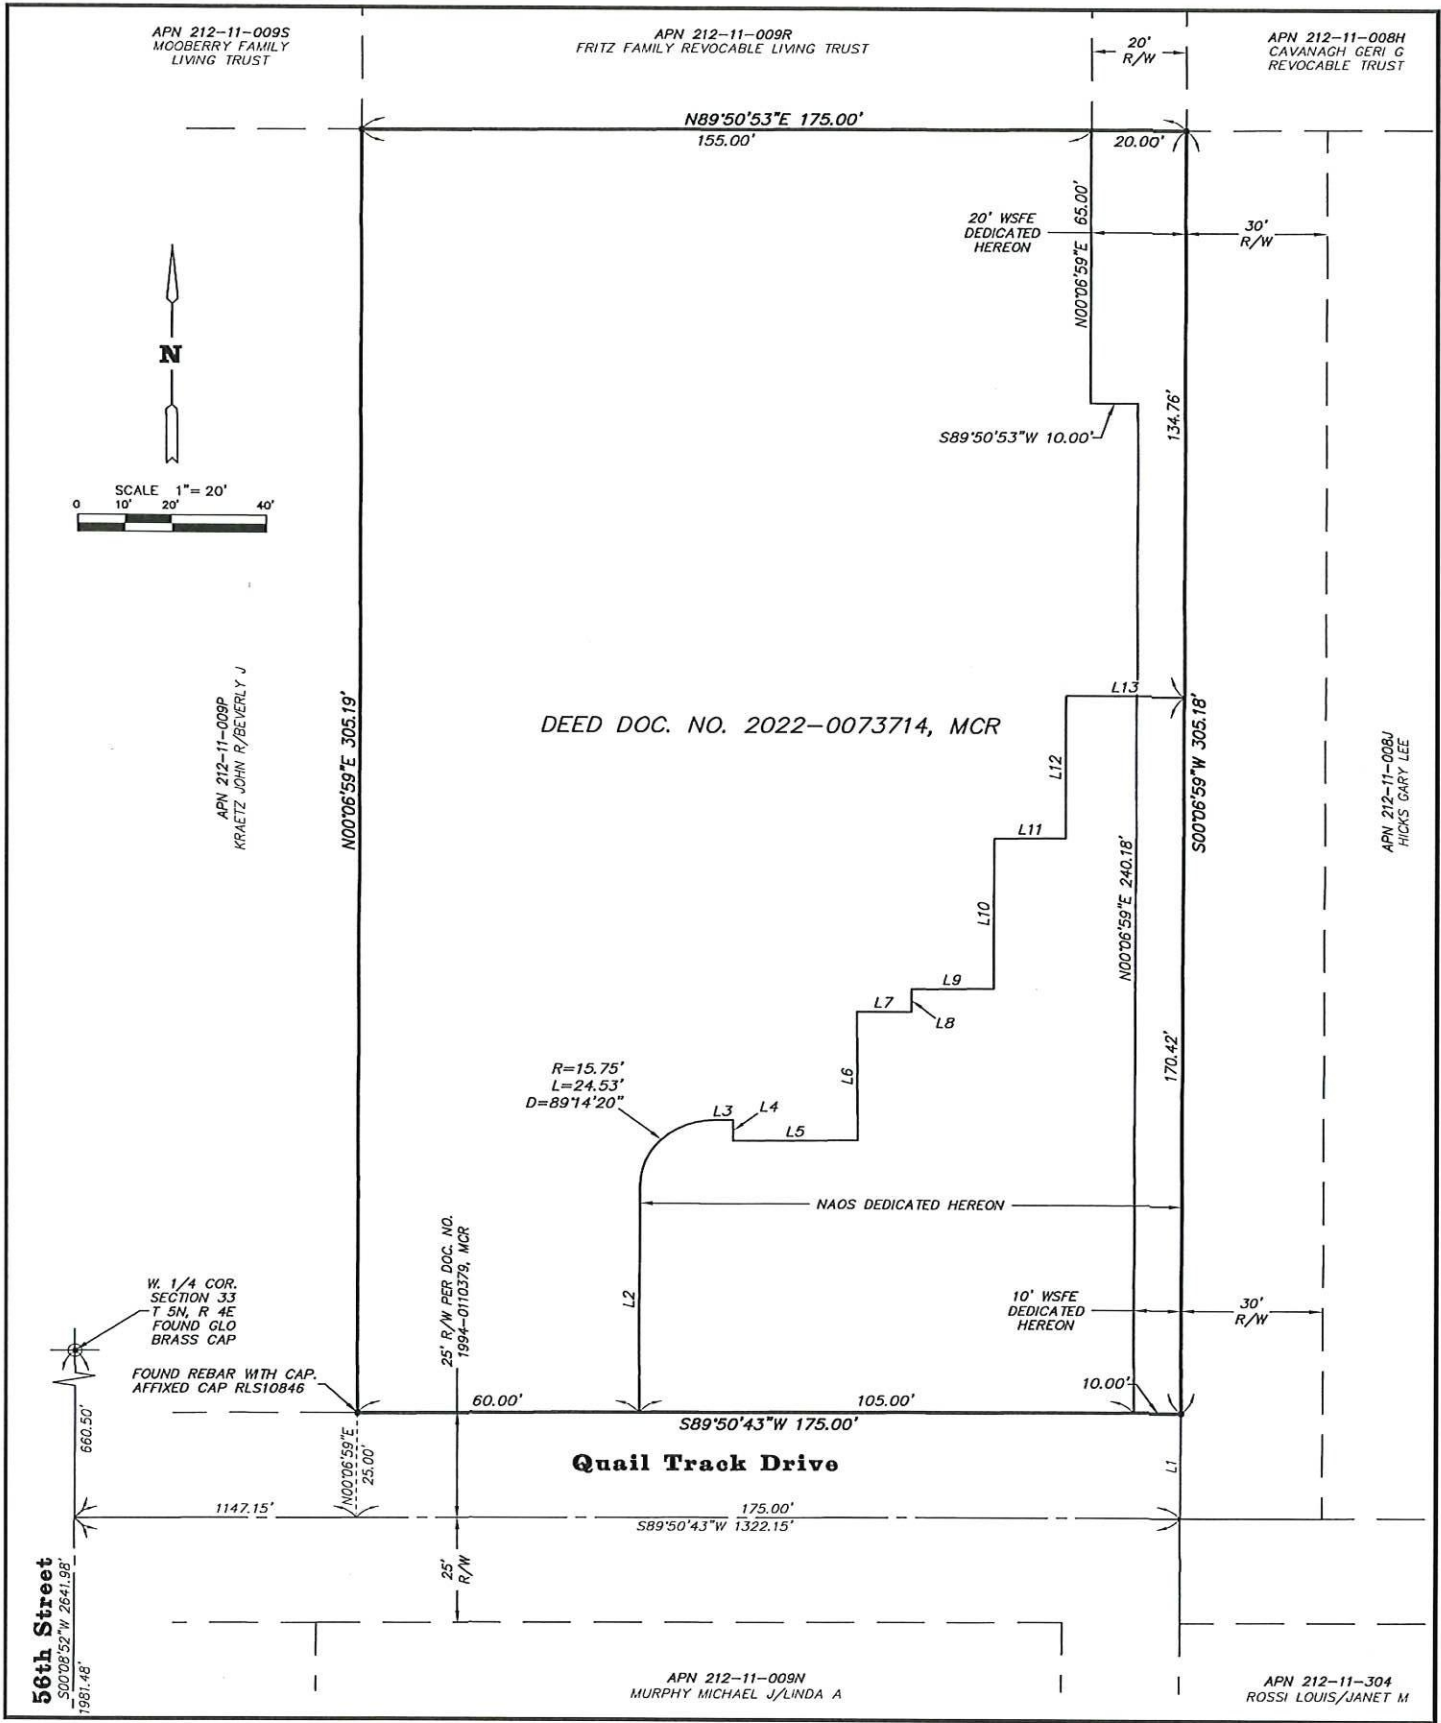 APN 212-11-009S
MOOBERRY FAMILY
LIVING TRUST
APN 212-11-009R
FRITZ FAMILY REVOCABLE LIVING TRUST
20'
R/W
APN 212-11-008H
CAVANAGH GERI G
REVOCABLE TRUST
N89°50'53"E 175.00'
155.00'
20.00'
20' WSFE
DEDICATED
HEREON
N00°06'59"E 65.00'
30'
R/W
N
SCALE 1"= 20'
0 10' 20' 40'
S89°50'53"W 10.00'
134.76'
APN 212-11-009P
KRAETZ JOHN R/BEVERLY J
N00°06'59"E 305.19'
DEED DOC. NO. 2022-0073714, MCR
L13
L12
S00°06'59"W 305.18'
APN 212-11-008J
HICKS GARY LEE
L11
L10
N00°06'59"E 240.18'
L9
L7
L8
L6
170.42'
R=15.75'
L=24.53'
D=89°14'20"
L3
L4
L5
NAOS DEDICATED HEREON
L2
25' R/W PER DOC. NO.
1994-0110379, MCR
W. 1/4 COR.
SECTION 33
T 5N, R 4E
FOUND GLO
BRASS CAP
10' WSFE
DEDICATED
HEREON
30'
R/W
FOUND REBAR WITH CAP.
AFFIXED CAP RLS10846
60.00'
105.00'
10.00'
S89°50'43"W 175.00'
660.50'
N00°06'59"E
25.00'
Quail Track Drive
L1
1147.15'
175.00'
S89°50'43"W 1322.15'
25'
R/W
56th Street
S00°08'52"W 2641.98'
1981.48'
APN 212-11-009N
MURPHY MICHAEL J/LINDA A
APN 212-11-304
ROSSI LOUIS/JANET M